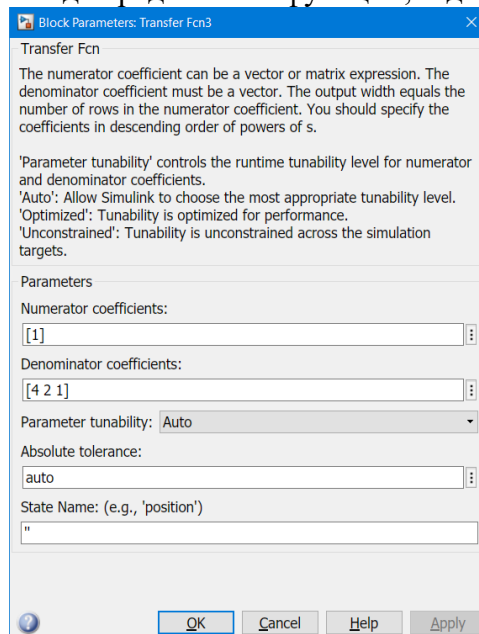 Block Parameters: Transfer Fcn3
Transfer Fcn
The numerator coefficient can be a vector or matrix expression. The
denominator coefficient must be a vector. The output width equals the
number of rows in the numerator coefficient. You should specify the
coefficients in descending order of powers of s.
'Parameter tunability' controls the runtime tunability level for numerator
and denominator coefficients.
'Auto': Allow Simulink to choose the most appropriate tunability level.
'Optimized': Tunability is optimized for performance.
'Unconstrained': Tunability is unconstrained across the simulation
targets.
Parameters
Numerator coefficients:
[1]
Denominator coefficients:
[4 2 1]
Parameter tunability: Auto
Absolute tolerance:
auto
State Name: (e.g., 'position')
''
OK Cancel Help Apply